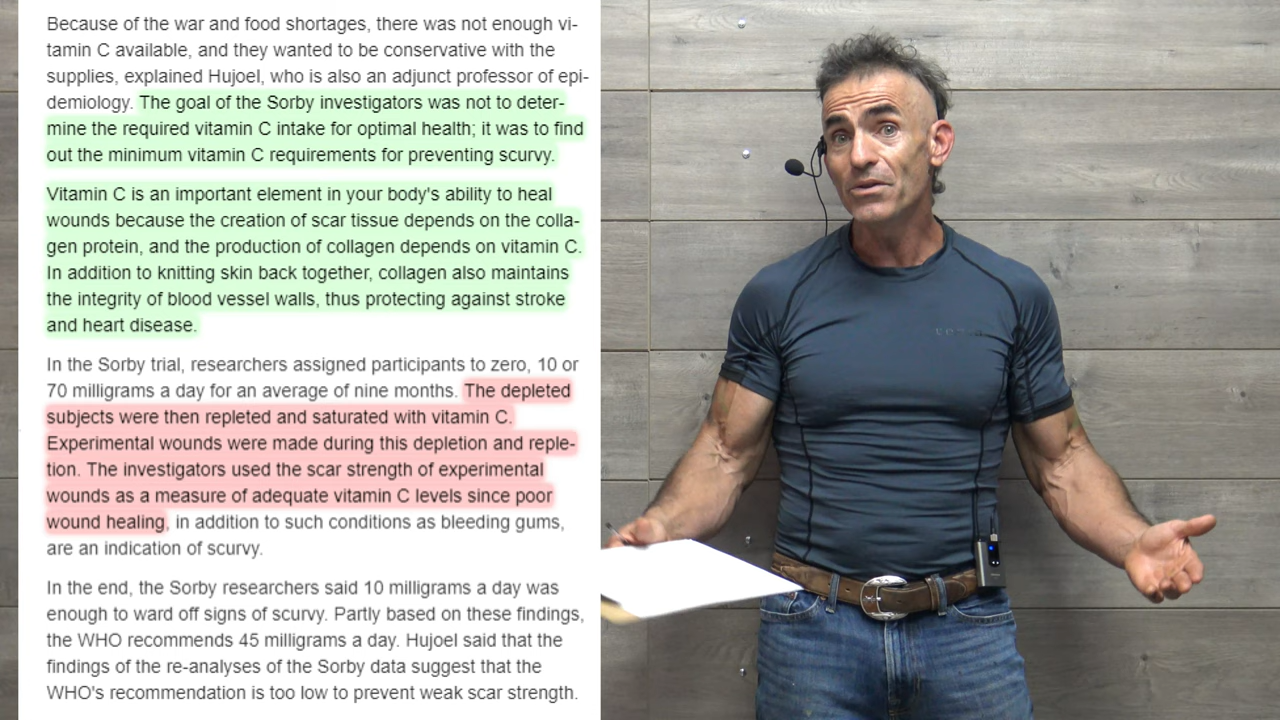 Because of the war and food shortages, there was not enough vi-
tamin C available, and they wanted to be conservative with the
supplies, explained Hujoel, who is also an adjunct professor of epi-
demiology. The goal of the Sorby investigators was not to deter-
mine the required vitamin C intake for optimal health; it was to find
out the minimum vitamin C requirements for preventing scurvy.
Vitamin C is an important element in your body's ability to heal
wounds because the creation of scar tissue depends on the colla-
gen protein, and the production of collagen depends on vitamin C.
In addition to knitting skin back together, collagen also maintains
the integrity of blood vessel walls, thus protecting against stroke
and heart disease.
In the Sorby trial, researchers assigned participants to zero, 10 or
70 milligrams a day for an average of nine months. The depleted
subjects were then repleted and saturated with vitamin C.
Experimental wounds were made during this depletion and reple-
tion. The investigators used the scar strength of experimental
wounds as a measure of adequate vitamin C levels since poor
wound healing, in addition to such conditions as bleeding gums,
are an indication of scurvy.
In the end, the Sorby researchers said 10 milligrams a day was
enough to ward off signs of scurvy. Partly based on these findings,
the WHO recommends 45 milligrams a day. Hujoel said that the
findings of the re-analyses of the Sorby data suggest that the
WHO's recommendation is too low to prevent weak scar strength.